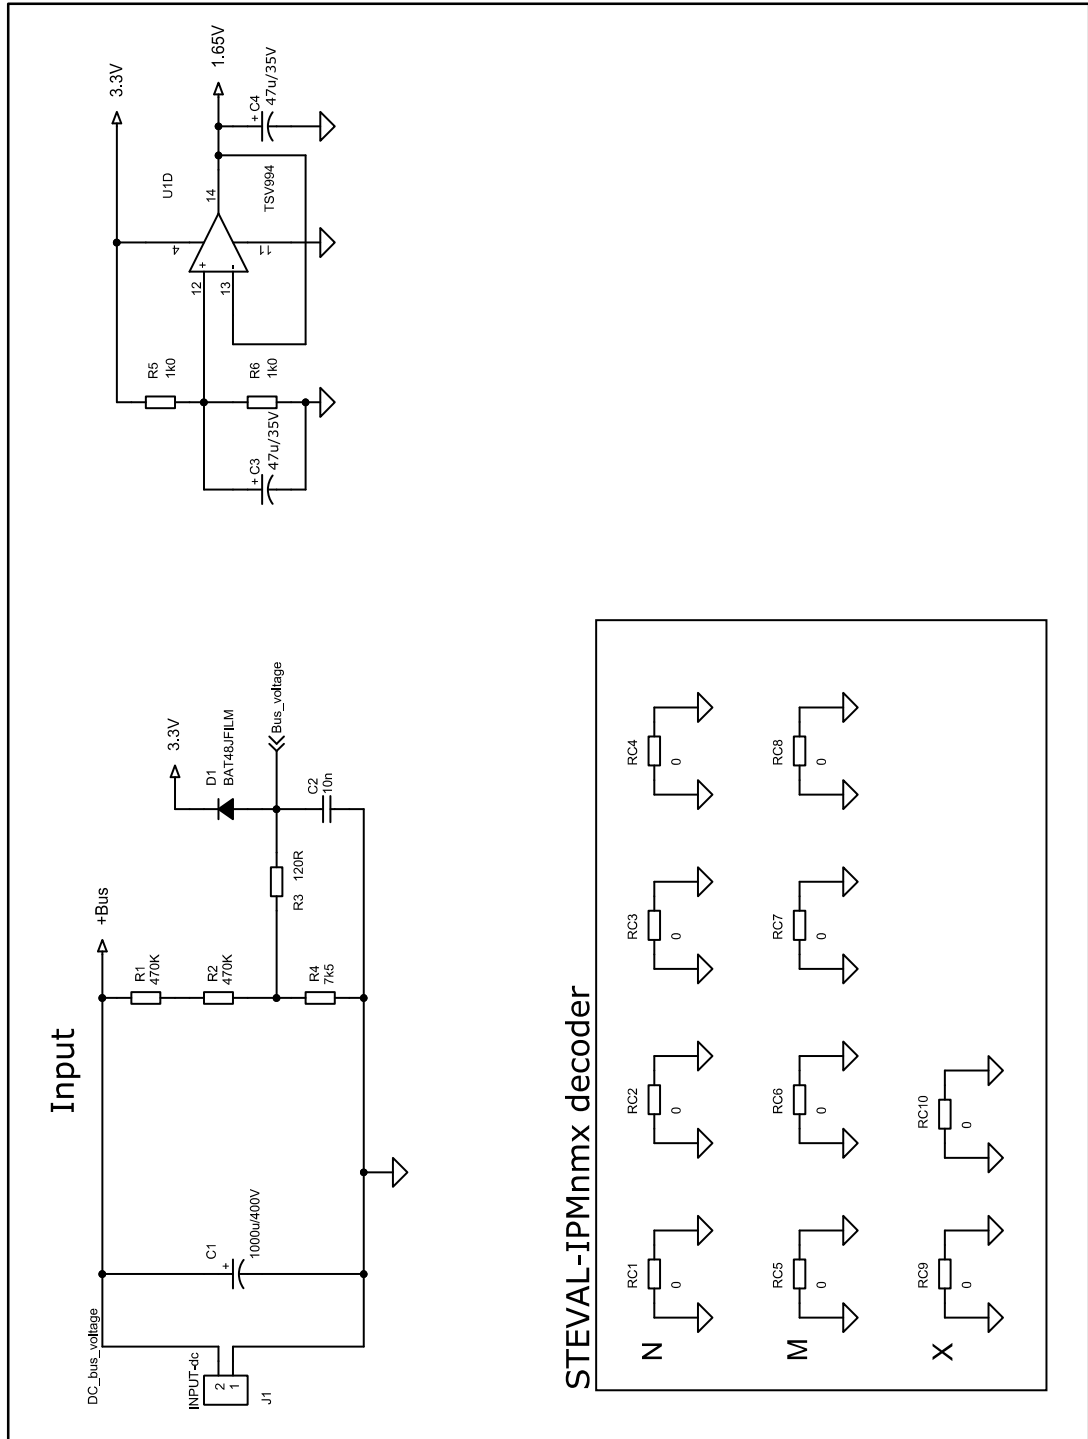 Input
DC_bus_voltage
INPUT-dc
2
1
J1
+
C1
1000u/400V
+Bus
R1
470K
R2
470K
R4
7k5
R3
120R
3.3V
D1
BAT48JFILM
C2
10n
Bus_voltage
3.3V
R5
1k0
R6
1k0
+
C3
47u/35V
U1D
TSV994
4
11
12
13
14
+
-
1.65V
+
C4
47u/35V
STEVAL-IPMnmx decoder
N
RC1
0
RC2
0
RC3
0
RC4
0
M
RC5
0
RC6
0
RC7
0
RC8
0
X
RC9
0
RC10
0